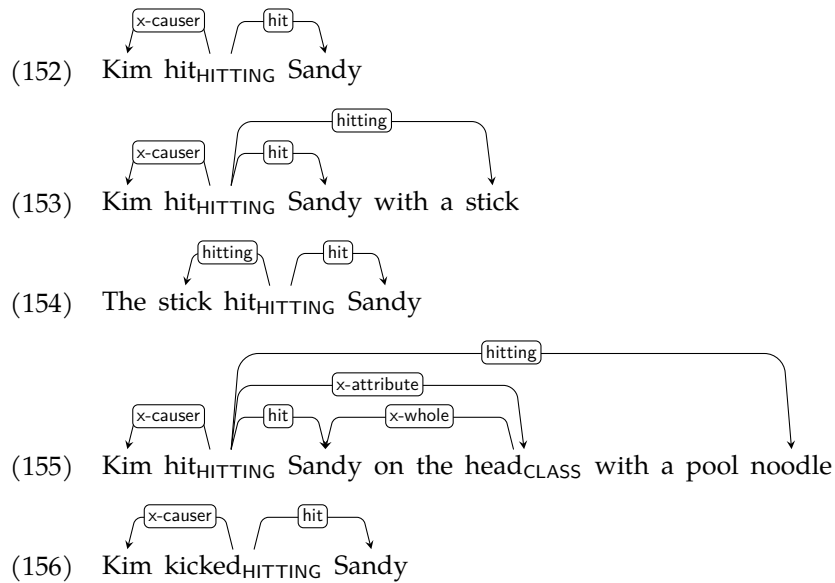 x-causer hit
(152) Kim hitHITTING Sandy
hitting
x-causer hit
(153) Kim hitHITTING Sandy with a stick
hitting hit
(154) The stick hitHITTING Sandy
hitting
x-attribute
x-causer hit x-whole
(155) Kim hitHITTING Sandy on the headCLASS with a pool noodle
x-causer hit
(156) Kim kickedHITTING Sandy